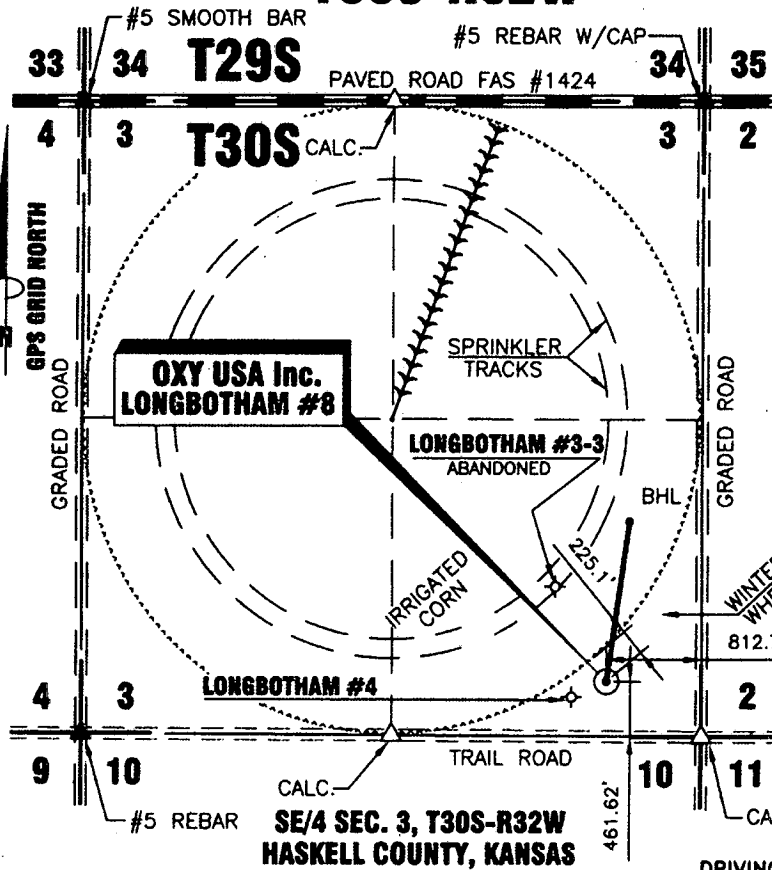 #5 SMOOTH BAR
#5 REBAR W/CAP
33 34 T29S 34 35
PAVED ROAD FAS #1424
4 3 T30S CALC. 3 2
GPS GRID NORTH
SPRINKLER
TRACKS
OXY USA Inc.
LONGBOTHAM #8
GRADED ROAD
GRADED ROAD
LONGBOTHAM #3-3
ABANDONED
BHL
225.1'
IRRIGATED
CORN
812.
LONGBOTHAM #4
4 3 2
TRAIL ROAD
9 10 10 11
CALC.
461.62'
#5 REBAR
SE/4 SEC. 3, T30S-R32W
HASKELL COUNTY, KANSAS